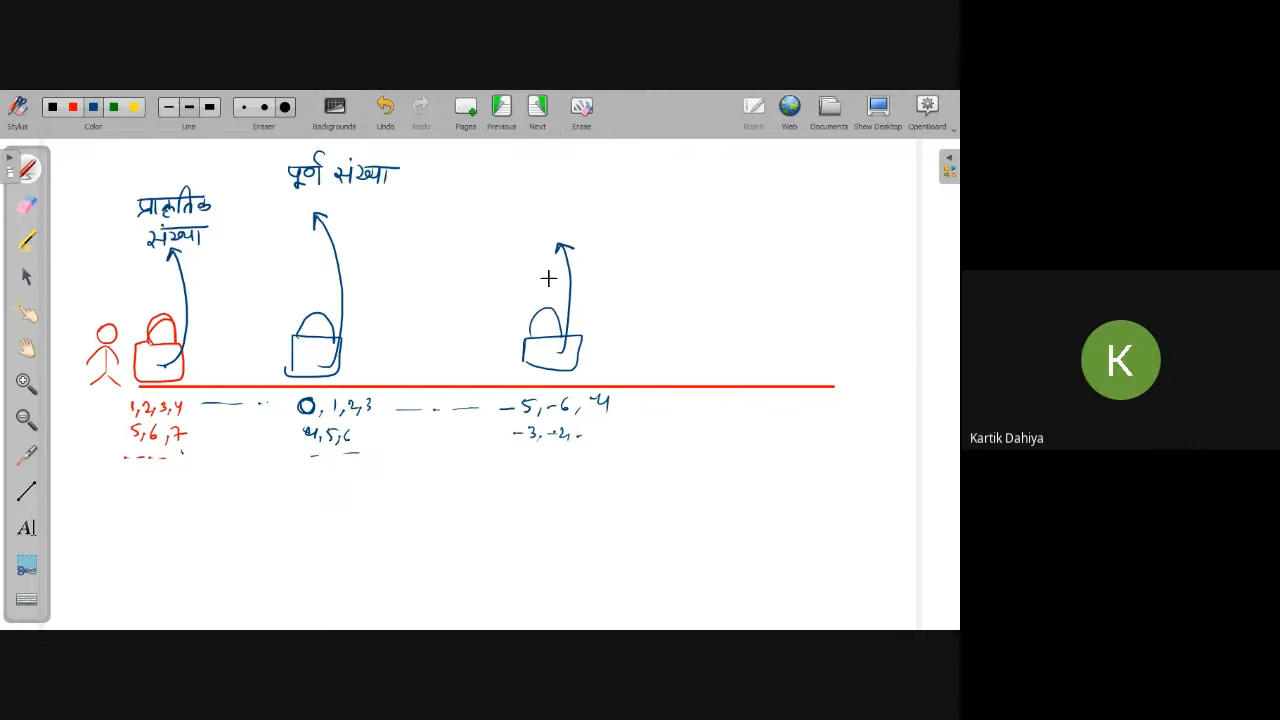 Stylus
Color
Line
Eraser
Backgrounds
Undo
Redo
Pages
Previous
Next
Erase
Board
Web
Documents
Show Desktop
OpenBoard
पूर्ण संख्या
प्राकृतिक
संख्या
1,2,3,4
5,6,7
0,1,2,3
4,5,6
-5,-6,-4
-3,-2,-
K
Kartik Dahiya